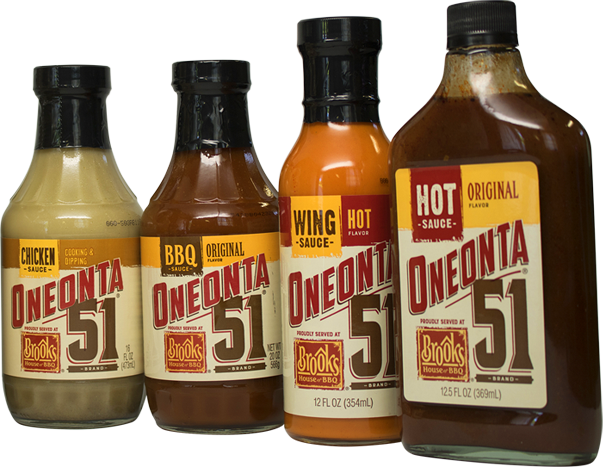 CHICKEN
-SAUCE-
COOKING &
DIPPING
ONEONTA
51®
PROUDLY SERVED AT
Brooks
House of BBQ
-BRAND-
16
FL OZ
(473mL)
BBQ
-SAUCE-
ORIGINAL
FLAVOR
ONEONTA
51®
PROUDLY SERVED AT
Brooks
House of BBQ
-BRAND-
NET WT
20 OZ
WING
-SAUCE-
HOT
FLAVOR
ONEONTA
51
PROUDLY SERVED AT
Brooks
House of BBQ
-BRAND-
12 FL OZ (354mL)
HOT
-SAUCE-
ORIGINAL
FLAVOR
ONEONTA
51®
PROUDLY SERVED AT
Brooks
House of BBQ
-BRAND-
12.5 FL OZ (369mL)